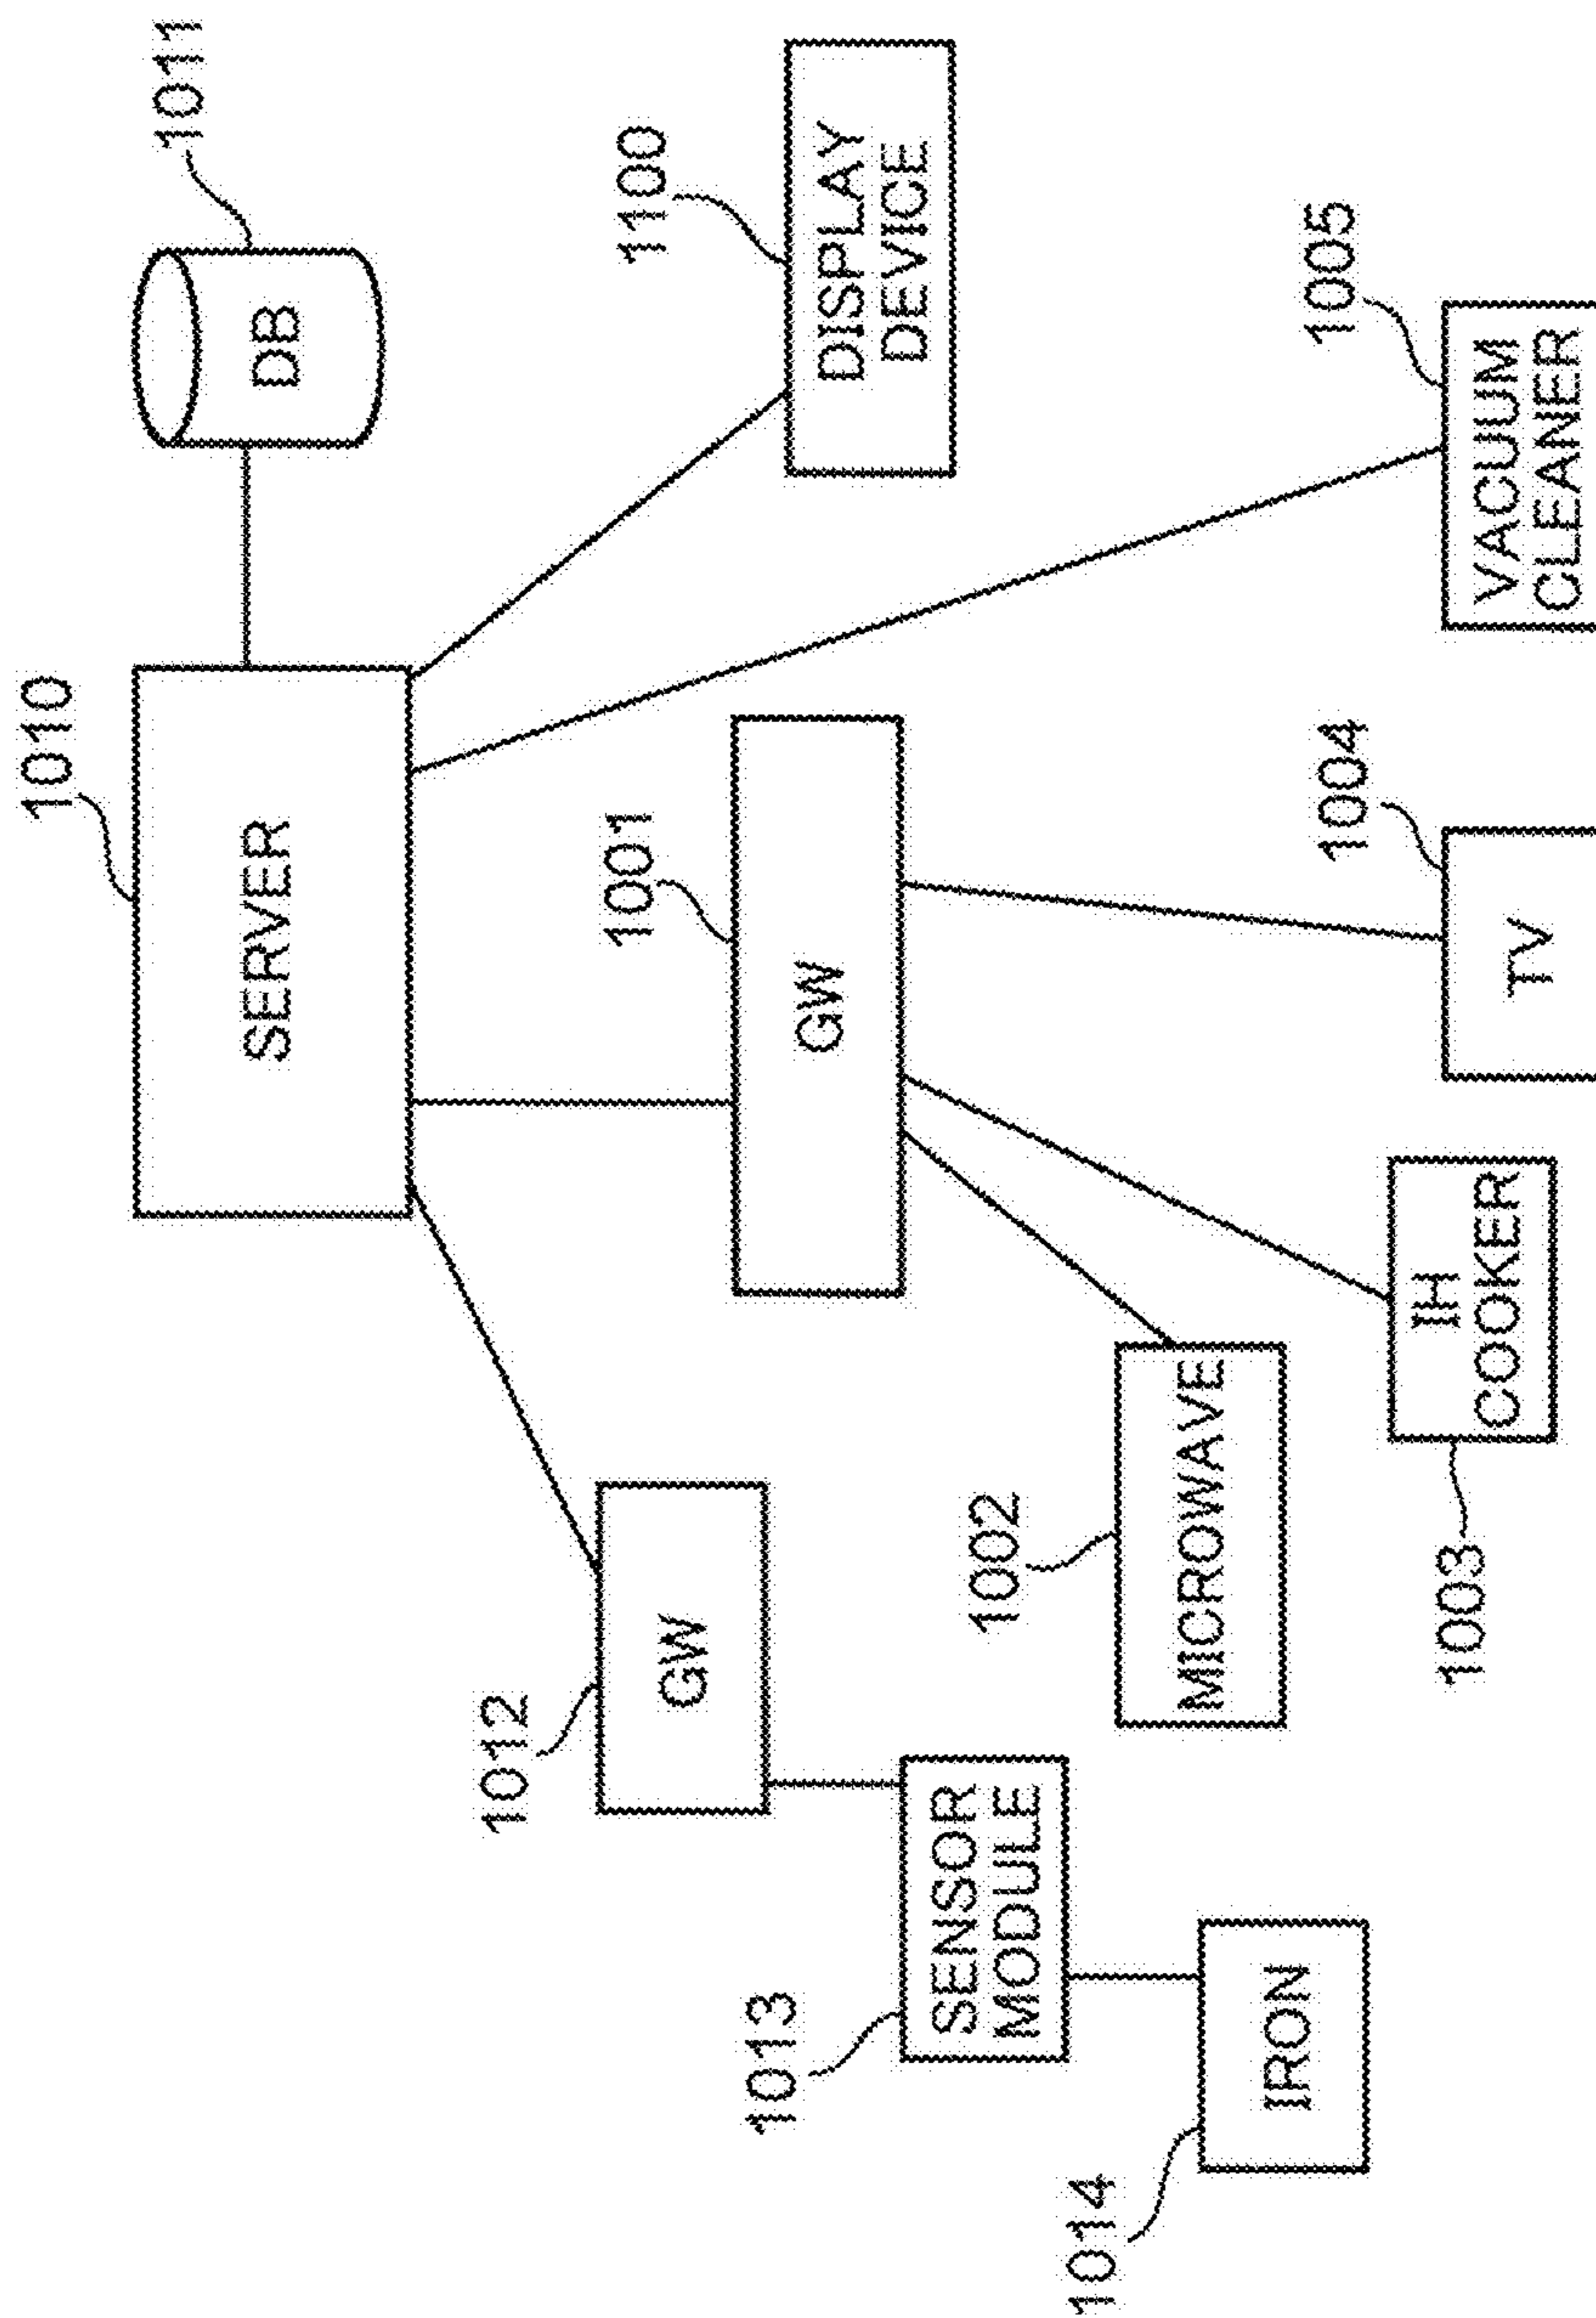 1010
SERVER
1011
DB
1012
GW
1001
GW
1100
DISPLAY
DEVICE
1013
SENSOR
MODULE
1002
MICROWAVE
1014
IRON
1003
IH
COOKER
1004
TV
1005
VACUUM
CLEANER